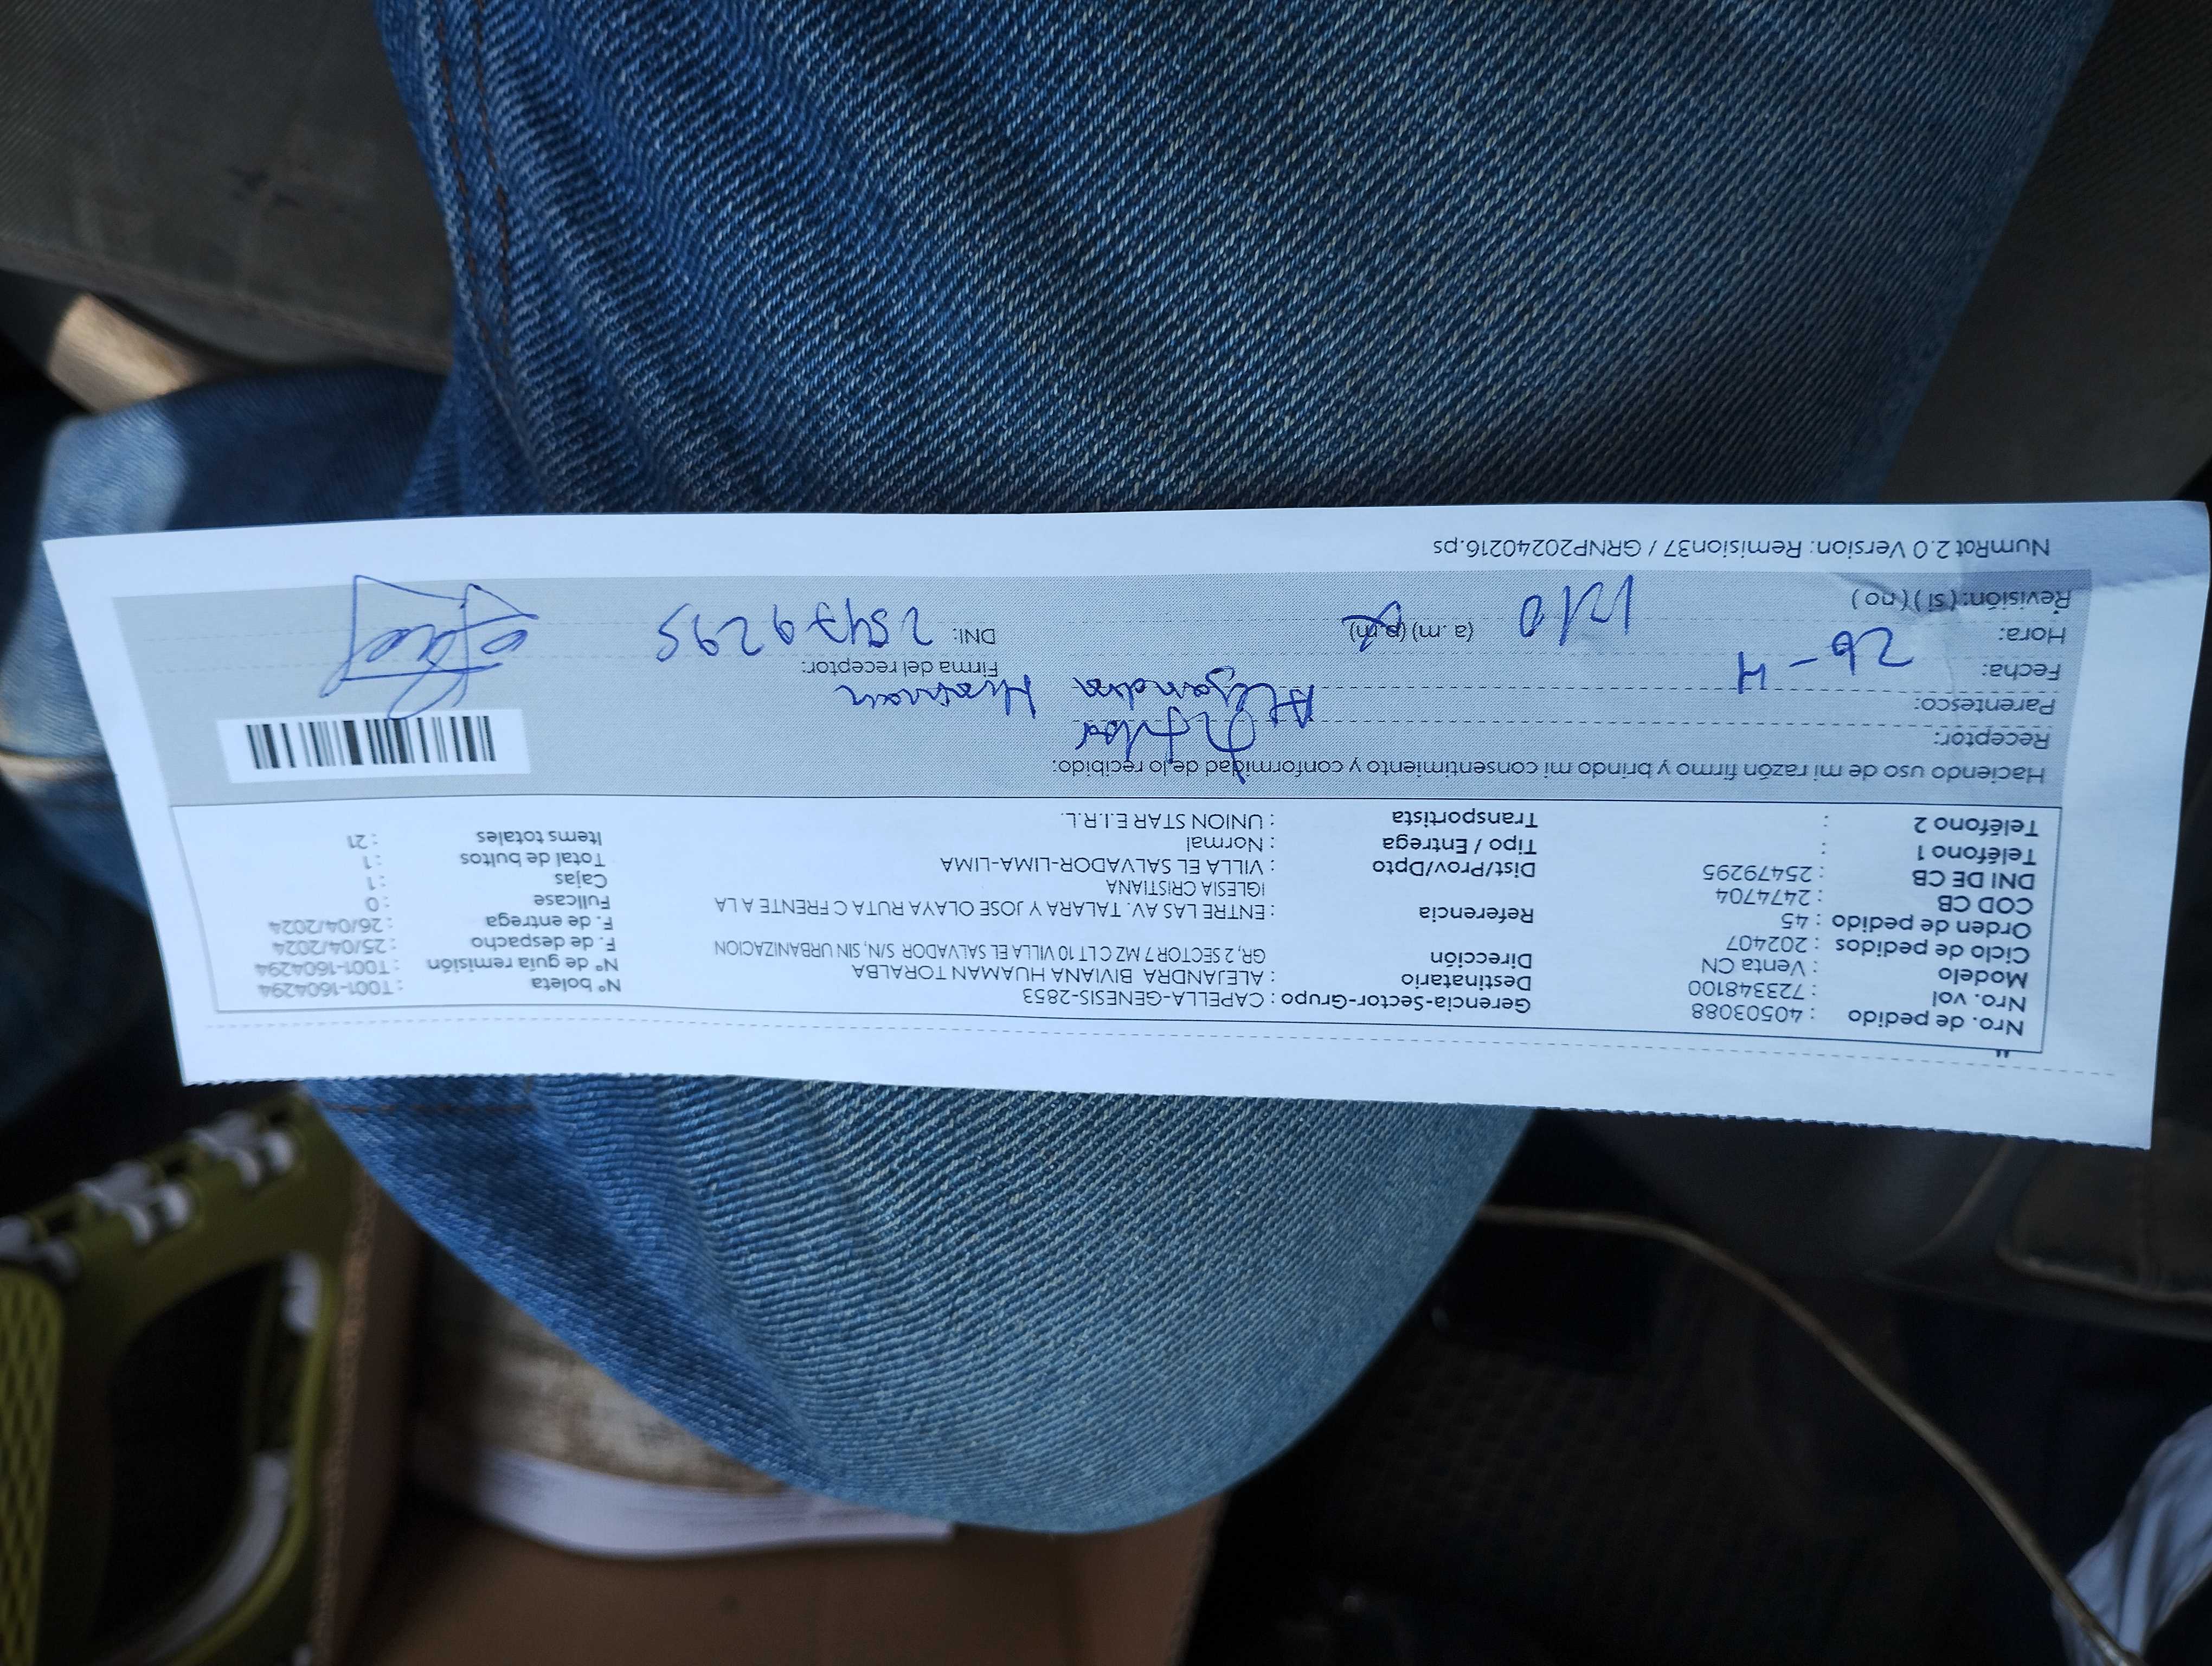 Nro. de pedido : 40503088
Nro. vol : 723348100
Modelo : Venta CN
Ciclo de pedidos : 202407
Orden de pedido : 45
COD CB : 2474704
DNI DE CB : 25479295
Teléfono 1 :
Teléfono 2 :
Gerencia-Sector-Grupo : CAPELLA-GENESIS-2853
Destinatario : ALEJANDRA BIVIANA HUAMAN TORALBA
Dirección GR, 2 SECTOR 7 MZ C LT 10 VILLA EL SALVADOR S/N, SIN URBANIZACION
Referencia : ENTRE LAS AV. TALARA Y JOSE OLAYA RUTA C FRENTE A LA
IGLESIA CRISTIANA
Dist/Prov/Dpto : VILLA EL SALVADOR-LIMA-LIMA
Tipo / Entrega : Normal
Transportista : UNION STAR E.I.R.L.
N° boleta : T001-1604294
N° de guía remisión : T001-1604294
F. de despacho : 25/04/2024
F. de entrega : 26/04/2024
Fullcase : 0
Cajas : 1
Total de bultos : 1
Items totales : 21
Haciendo uso de mi razón firmo y brindo mi consentimiento y conformidad de lo recibido:
Receptor:
Parentesco: Alejandra Huaman
Fecha: 26-4
Firma del receptor:
Hora: 1210 (a.m) (p.m)
DNI: 25479295
Revisión: (si) (no)
NumRot 2.0 Version: Remision37 / GRNP20240216.ps